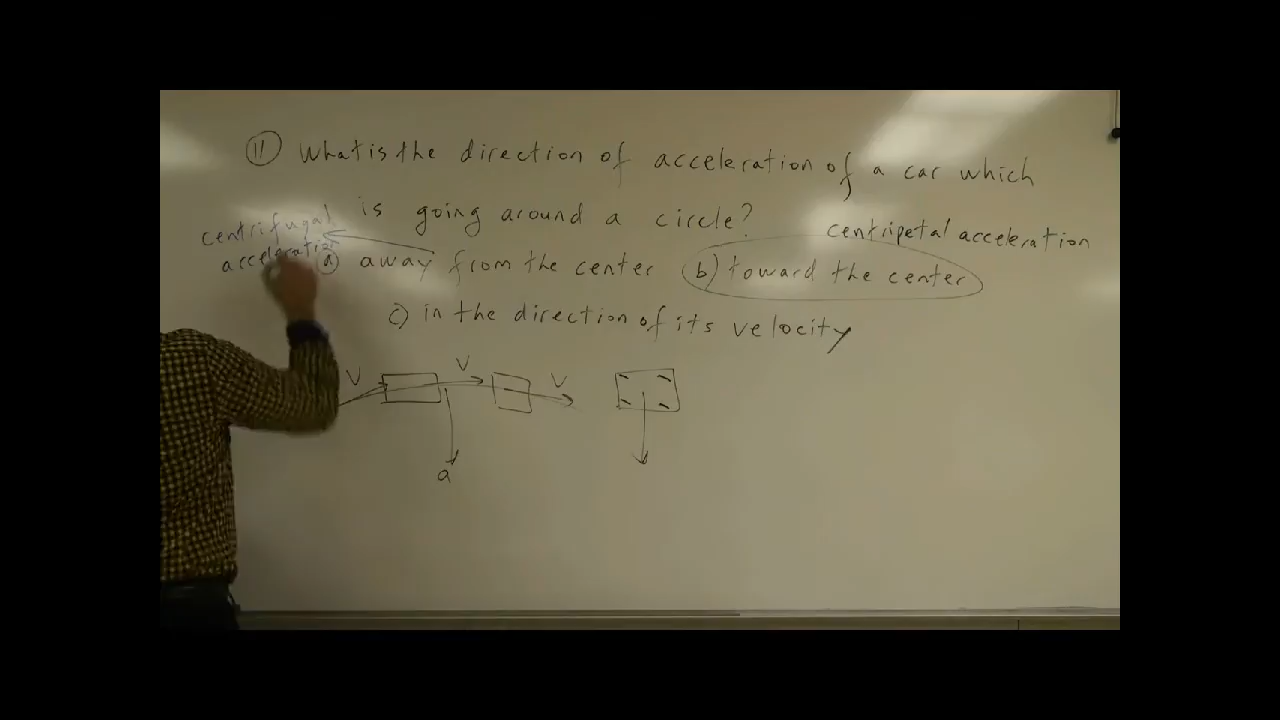 11 What is the direction of acceleration of a car which
is going around a circle?
centrifugal acceleration
centripetal acceleration
a) away from the center b) toward the center
c) in the direction of its velocity
V V V
a